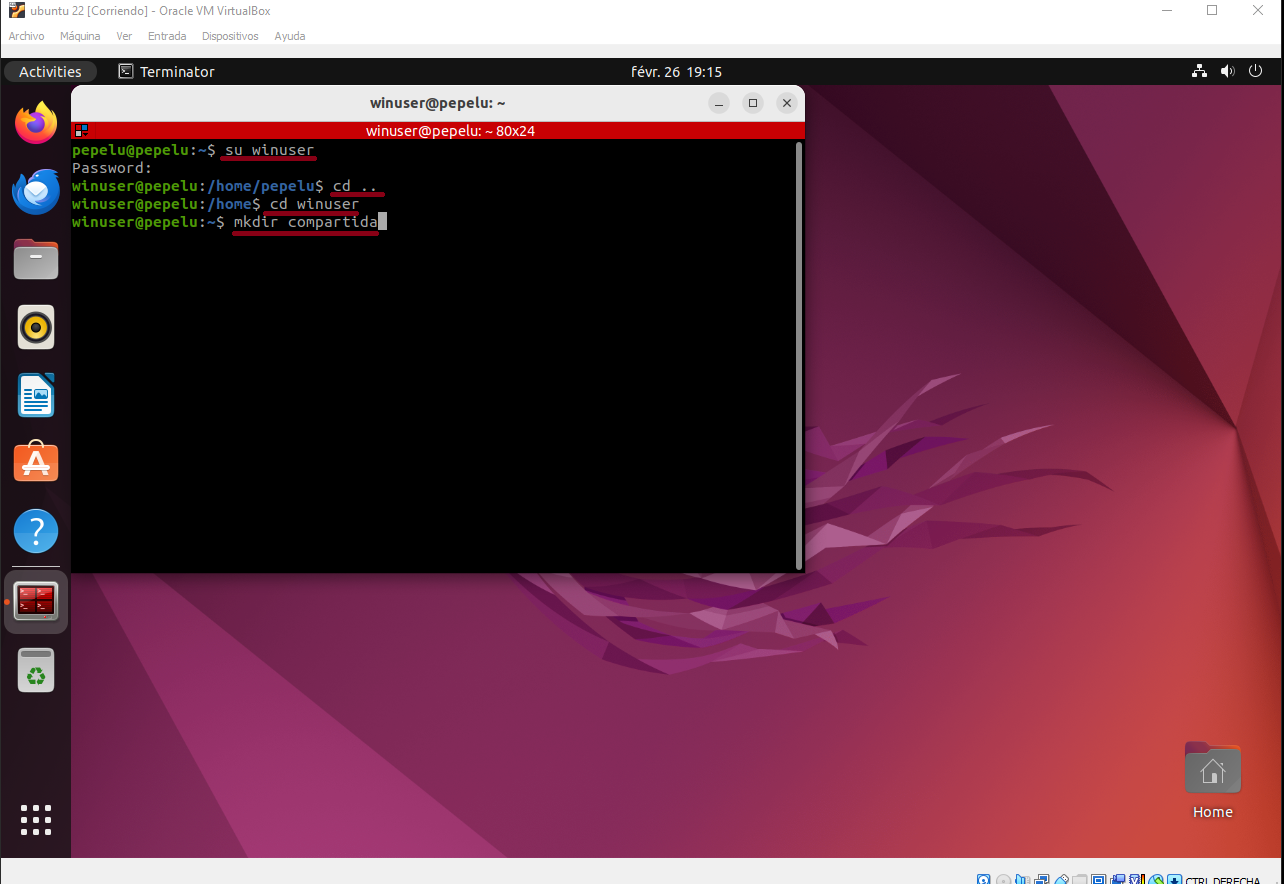 ubuntu 22 [Corriendo] - Oracle VM VirtualBox
Archivo Máquina Ver Entrada Dispositivos Ayuda
Activities Terminator févr. 26 19:15
winuser@pepelu: ~
winuser@pepelu: ~ 80x24
pepelu@pepelu:~$ su winuser
Password:
winuser@pepelu:/home/pepelu$ cd ..
winuser@pepelu:/home$ cd winuser
winuser@pepelu:~$ mkdir compartida
Home
CTRL DERECHA